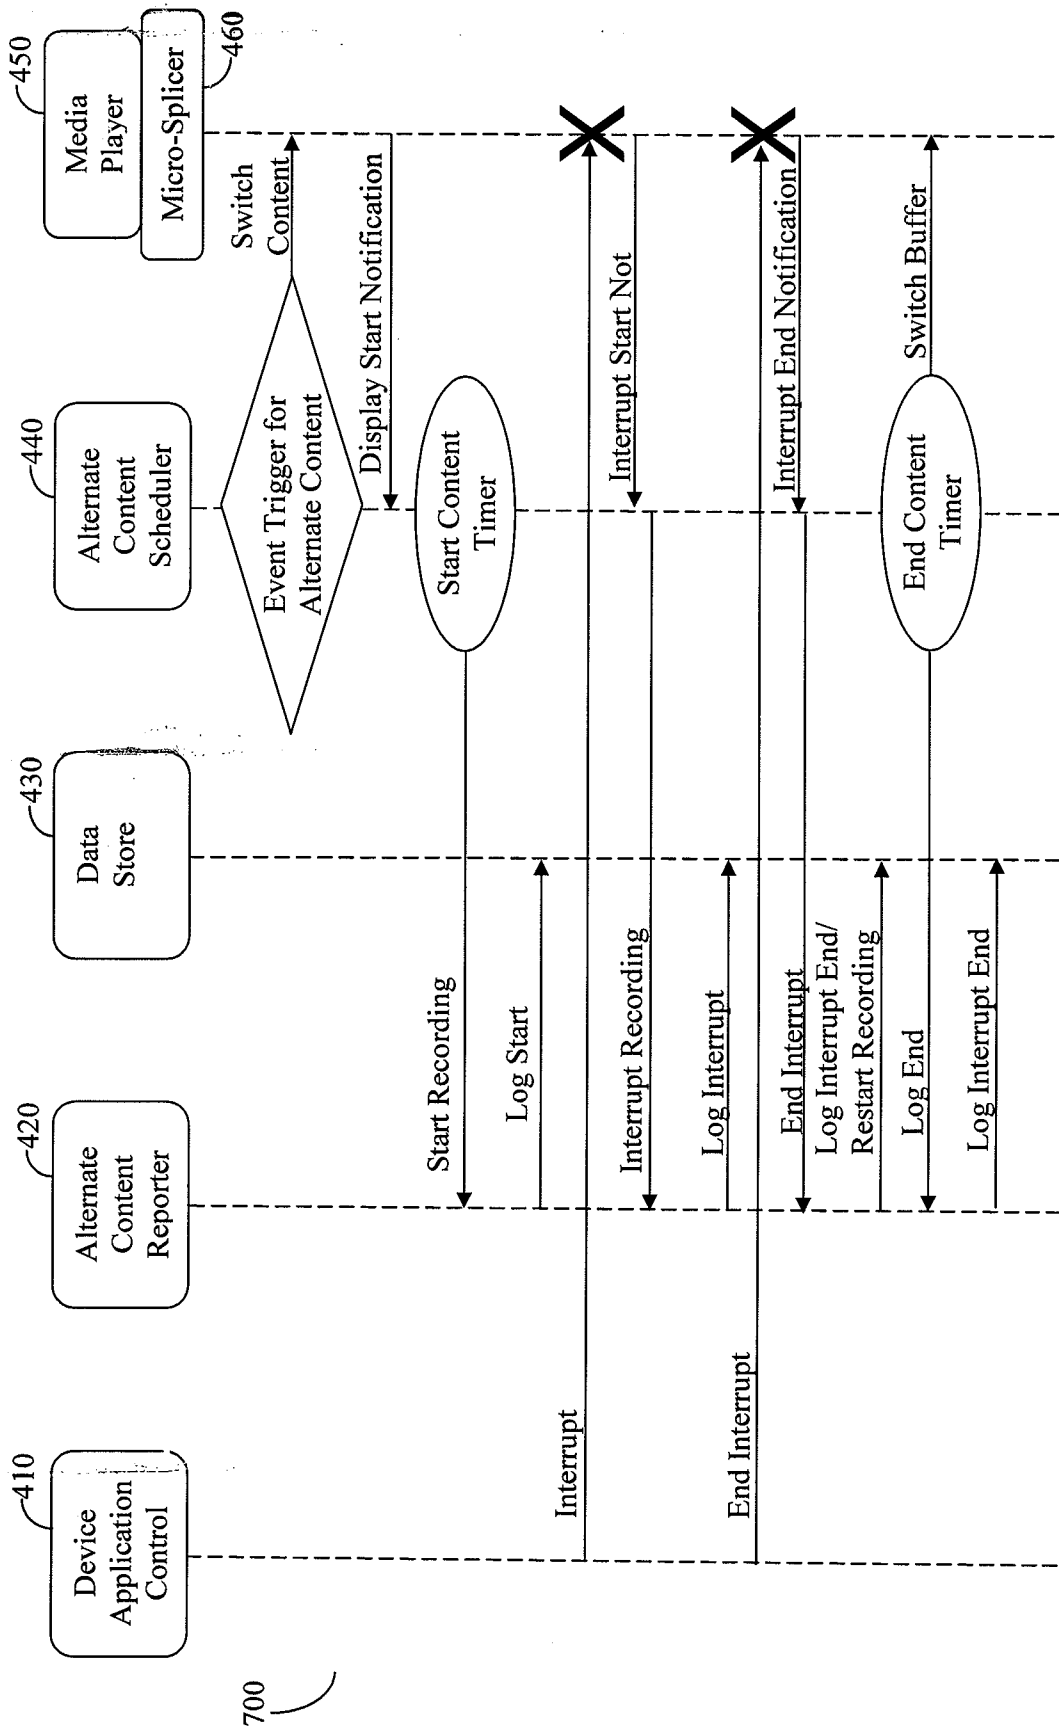 700
410
Device
Application
Control
420
Alternate
Content
Reporter
430
Data
Store
440
Alternate
Content
Scheduler
450
Media
Player
Micro-Splicer
460
Event Trigger for
Alternate Content
Switch
Content
Display Start Notification
Start Content
Timer
Start Recording
Log Start
Interrupt
Interrupt Start Not
Interrupt Recording
Log Interrupt
End Interrupt
Interrupt End Notification
End Interrupt
Log Interrupt End/
Restart Recording
End Content
Timer
Switch Buffer
Log End
Log Interrupt End